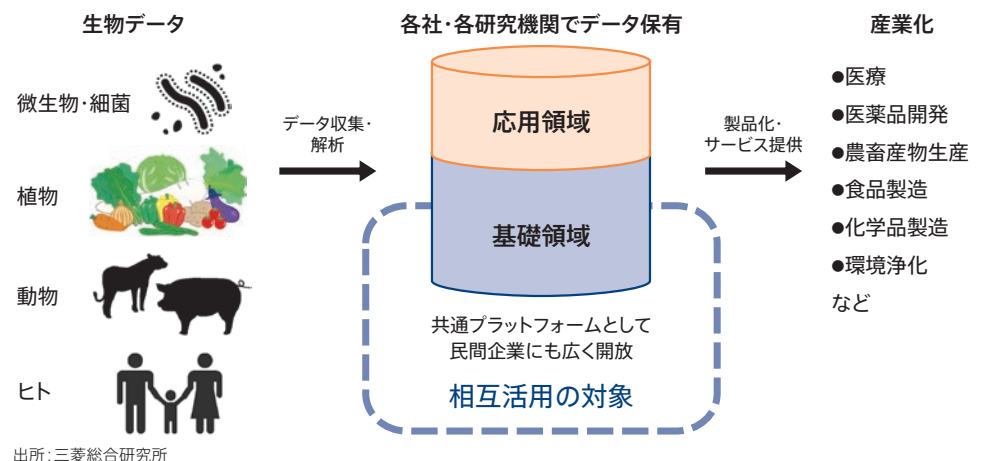 生物データ
各社・各研究機関でデータ保有
産業化
微生物・細菌
植物
動物
ヒト
データ収集・
解析
応用領域
基礎領域
共通プラットフォームとして
民間企業にも広く開放
相互活用の対象
製品化・
サービス提供
●医療
●医薬品開発
●農畜産物生産
●食品製造
●化学品製造
●環境浄化
など
出所：三菱総合研究所